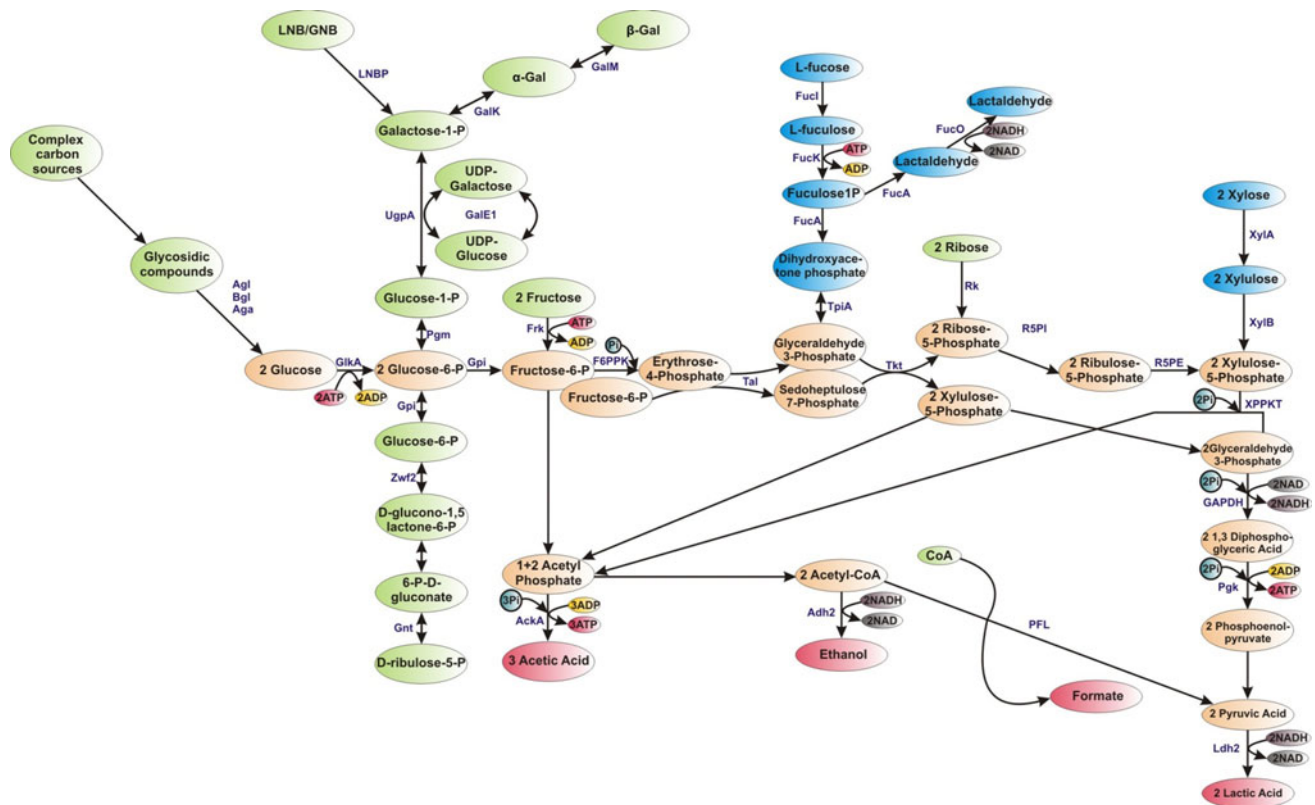 LNB/GNB
β-Gal
LNBP
GalM
α-Gal
GalK
Galactose-1-P
L-fucose
FucI
L-fuculose
FucK
ATP
ADP
Fuculose1P
FucA
Lactaldehyde
FucO
2NADH
2NAD
Lactaldehyde
FucA
Dihydroxyace-
tone phosphate
TpiA
Complex
carbon
sources
UDP-
Galactose
UgpA
GalE1
UDP-
Glucose
Glycosidic
compounds
Agl
Bgl
Aga
Glucose-1-P
Pgm
2 Fructose
Frk
ATP
ADP
Pi
2 Ribose
Rk
2 Xylose
XylA
2 Xylulose
XylB
2 Glucose
GlkA
2ATP
2ADP
2 Glucose-6-P
Gpi
Fructose-6-P
F6PPK
Fructose-6-P
Erythrose-
4-Phosphate
Tal
Glyceraldehyde
3-Phosphate
Sedoheptulose
7-Phosphate
Tkt
2 Ribose-
5-Phosphate
R5PI
2 Xylulose-
5-Phosphate
2 Ribulose-
5-Phosphate
R5PE
2 Xylulose-
5-Phosphate
2Pi
XPPKT
Gpi
Glucose-6-P
Zwf2
D-glucono-1,5
lactone-6-P
6-P-D-
gluconate
Gnt
D-ribulose-5-P
2Glyceraldehyde
3-Phosphate
2Pi
2NAD
GAPDH
2NADH
2 1,3 Diphospho-
glyceric Acid
2Pi
2ADP
Pgk
2ATP
2 Phosphoenol-
pyruvate
1+2 Acetyl
Phosphate
3Pi
3ADP
AckA
3ATP
3 Acetic Acid
2 Acetyl-CoA
Adh2
2NADH
2NAD
Ethanol
CoA
PFL
Formate
2 Pyruvic Acid
Ldh2
2NADH
2NAD
2 Lactic Acid